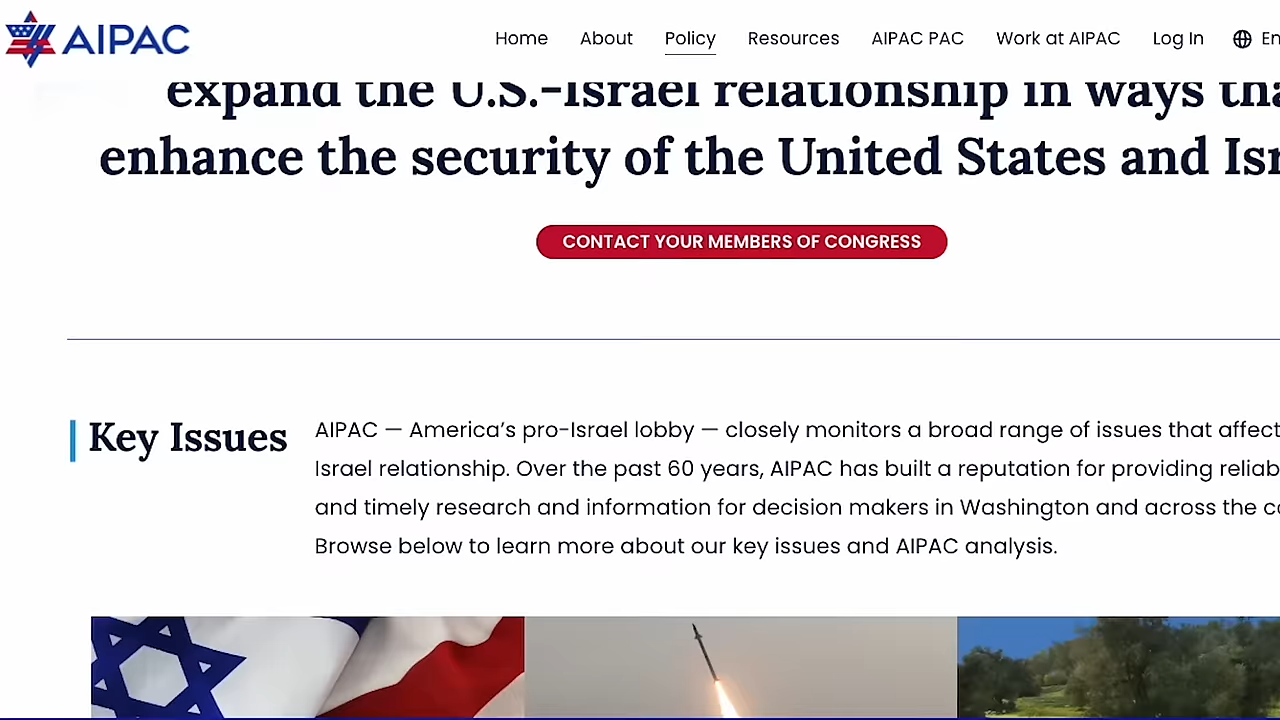 AIPAC
Home About Policy Resources AIPAC PAC Work at AIPAC Log In En
expand the U.S.-Israel relationship in ways tha
enhance the security of the United States and Isr
CONTACT YOUR MEMBERS OF CONGRESS
Key Issues
AIPAC — America's pro-Israel lobby — closely monitors a broad range of issues that affect
Israel relationship. Over the past 60 years, AIPAC has built a reputation for providing reliab
and timely research and information for decision makers in Washington and across the co
Browse below to learn more about our key issues and AIPAC analysis.